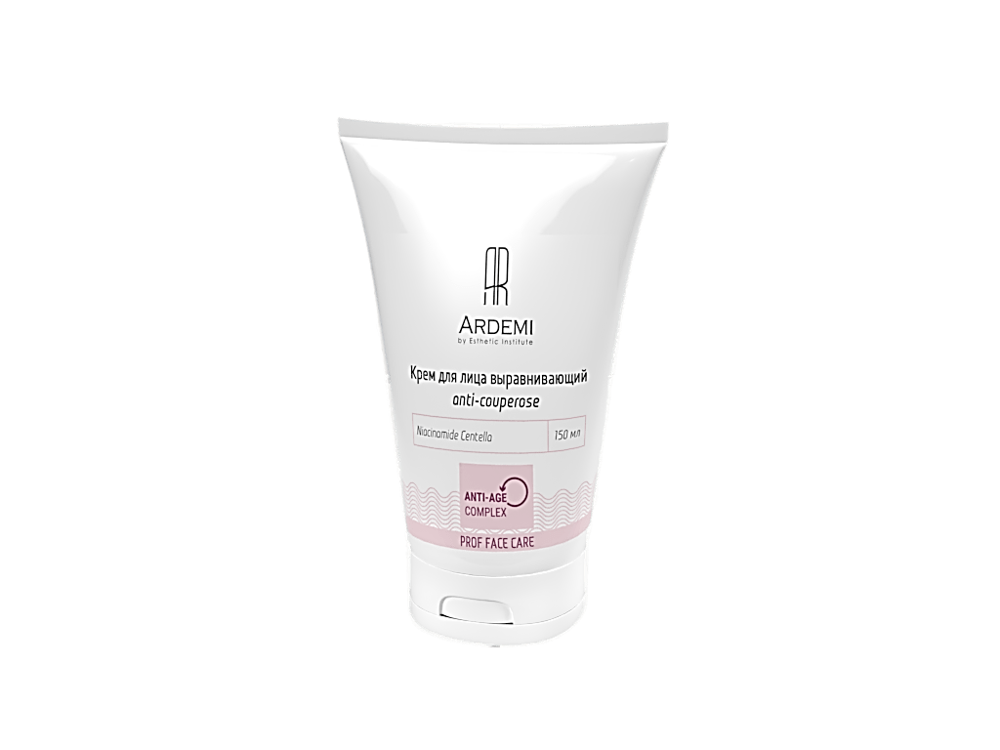 ARDEMI
by Esthetic Institute
Крем для лица выравнивающий
anti-couperose
Niacinamide Centella
150 мл
ANTI-AGE
COMPLEX
PROF FACE CARE